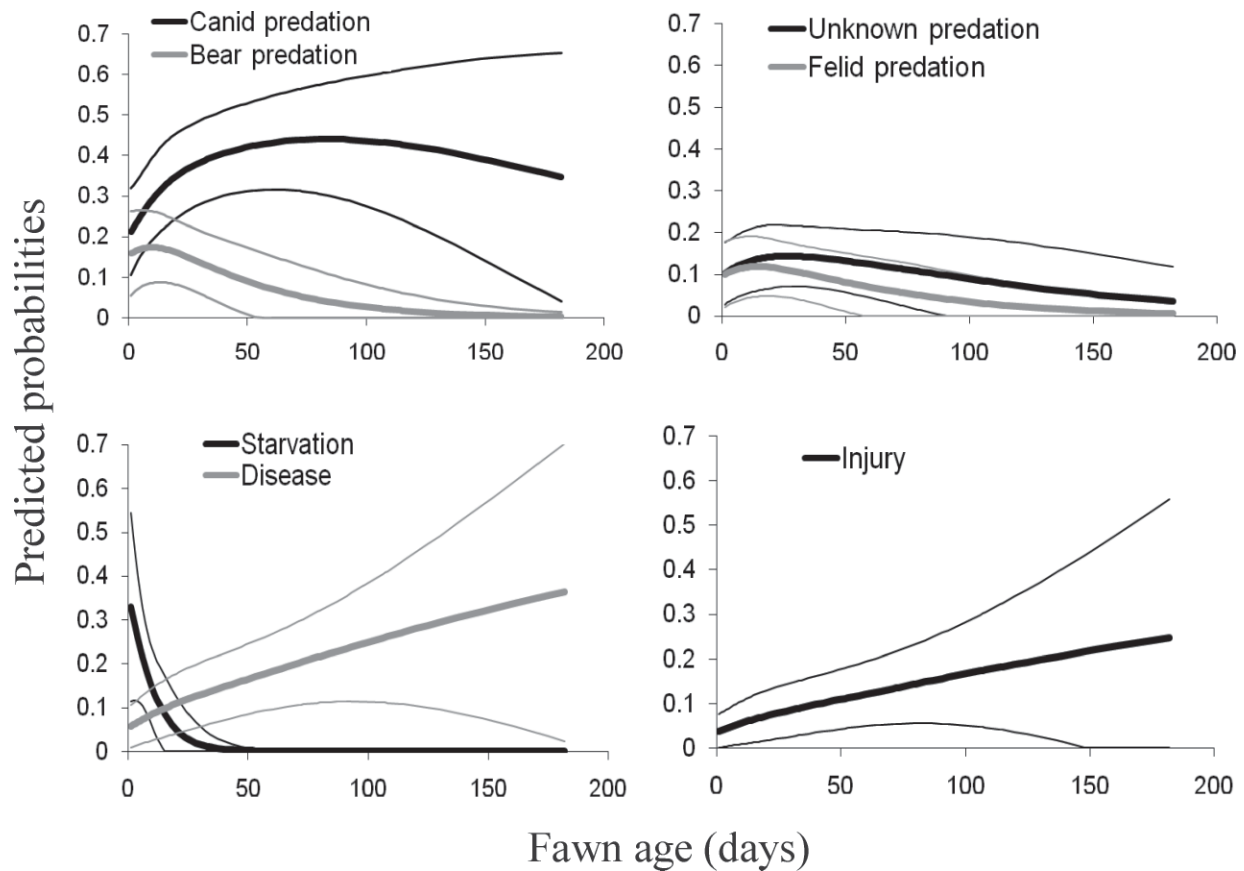 Canid predation
Bear predation
0.7
0.6
0.5
0.4
0.3
0.2
0.1
0
0 50 100 150 200
Unknown predation
Felid predation
0.7
0.6
0.5
0.4
0.3
0.2
0.1
0
0 50 100 150 200
Predicted probabilities
Starvation
Disease
0.7
0.6
0.5
0.4
0.3
0.2
0.1
0
0 50 100 150 200
Injury
0.7
0.6
0.5
0.4
0.3
0.2
0.1
0
0 50 100 150 200
Fawn age (days)